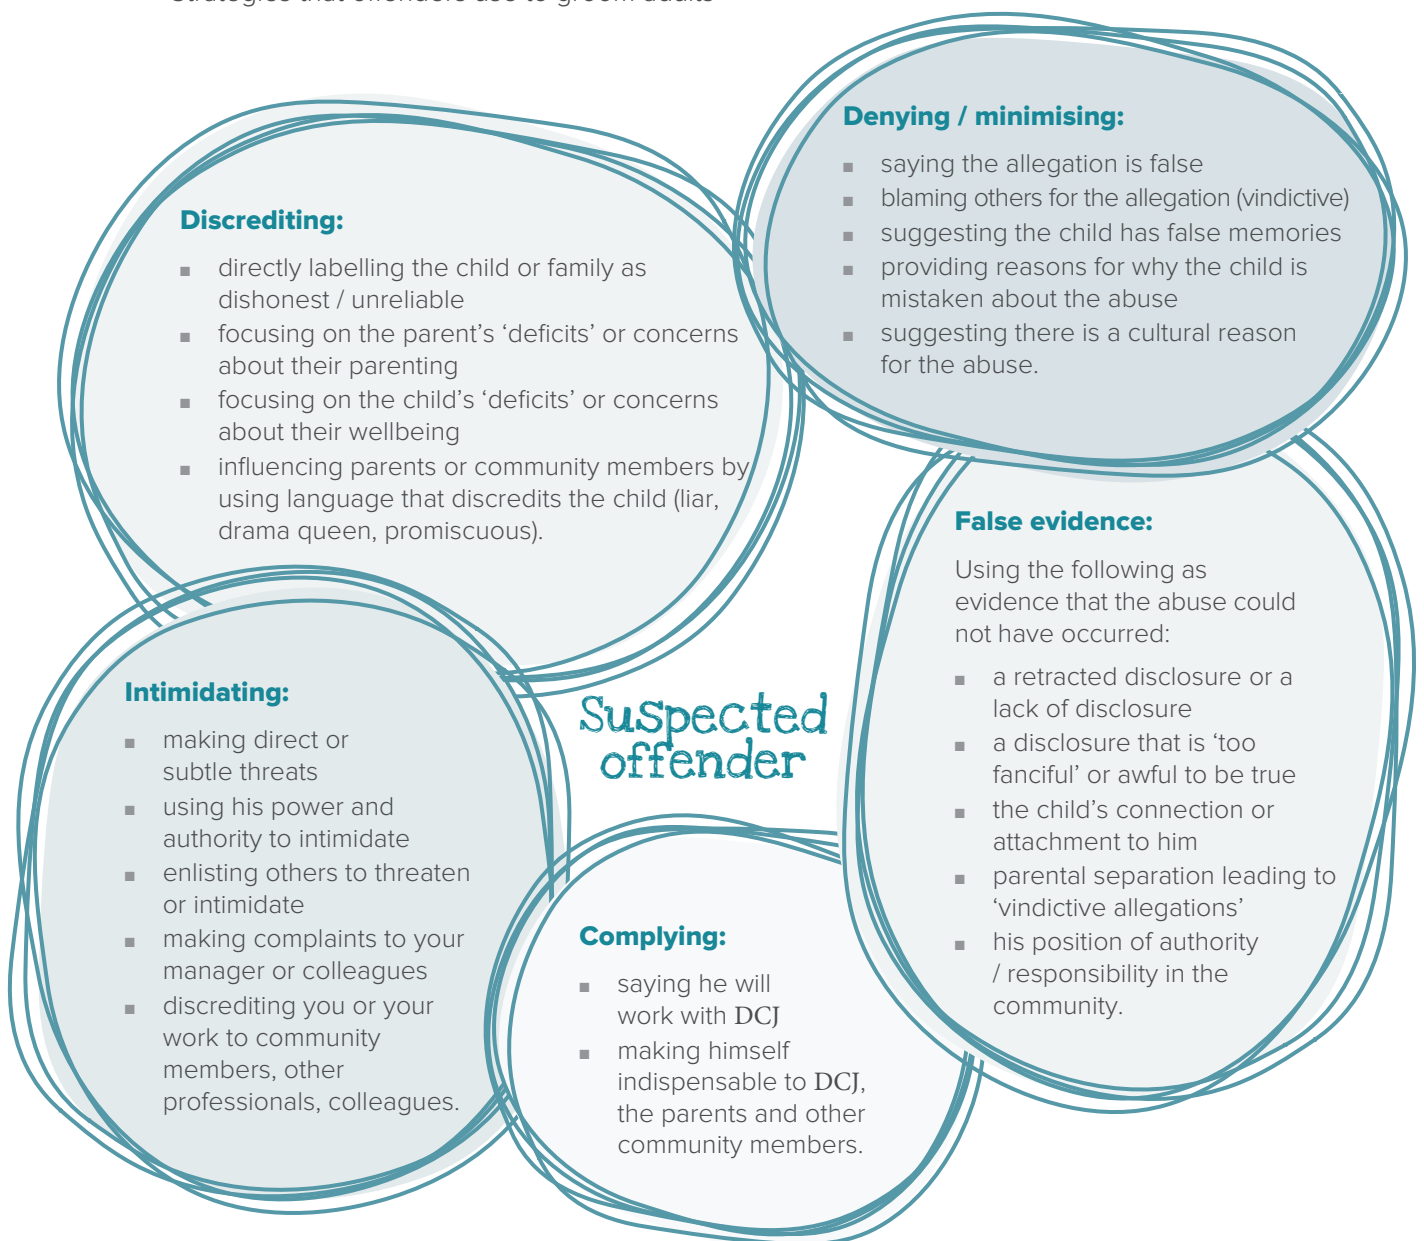 Strategies that offenders use to groom adults
Denying / minimising:
▪ saying the allegation is false
▪ blaming others for the allegation (vindictive)
▪ suggesting the child has false memories
▪ providing reasons for why the child is
mistaken about the abuse
▪ suggesting there is a cultural reason
for the abuse.
Discrediting:
▪ directly labelling the child or family as
dishonest / unreliable
▪ focusing on the parent’s ‘deficits’ or concerns
about their parenting
▪ focusing on the child’s ‘deficits’ or concerns
about their wellbeing
▪ influencing parents or community members by
using language that discredits the child (liar,
drama queen, promiscuous).
False evidence:
Using the following as
evidence that the abuse could
not have occurred:
▪ a retracted disclosure or a
lack of disclosure
▪ a disclosure that is ‘too
fanciful’ or awful to be true
▪ the child’s connection or
attachment to him
▪ parental separation leading to
‘vindictive allegations’
▪ his position of authority
/ responsibility in the
community.
Intimidating:
▪ making direct or
subtle threats
▪ using his power and
authority to intimidate
▪ enlisting others to threaten
or intimidate
▪ making complaints to your
manager or colleagues
▪ discrediting you or your
work to community
members, other
professionals, colleagues.
Suspected
offender
Complying:
▪ saying he will
work with DCJ
▪ making himself
indispensable to DCJ,
the parents and other
community members.